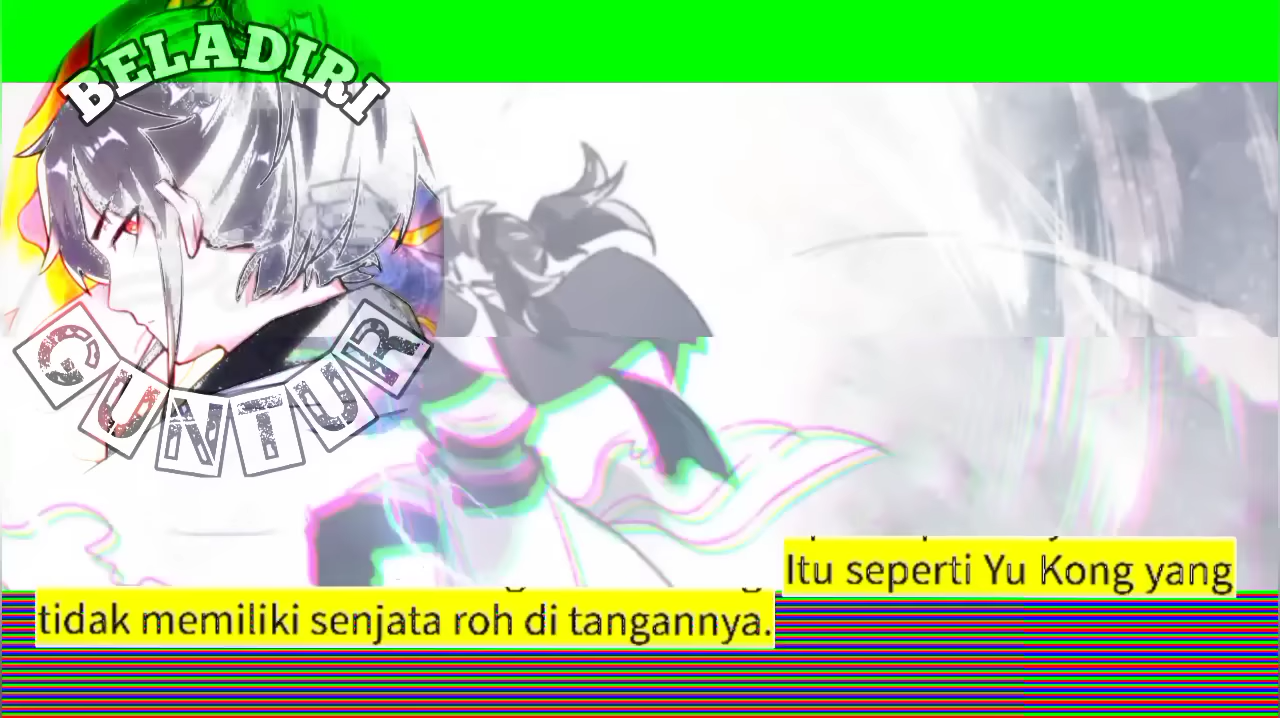 BELADIRI
GUNTUR
Itu seperti Yu Kong yang
tidak memiliki senjata roh di tangannya.